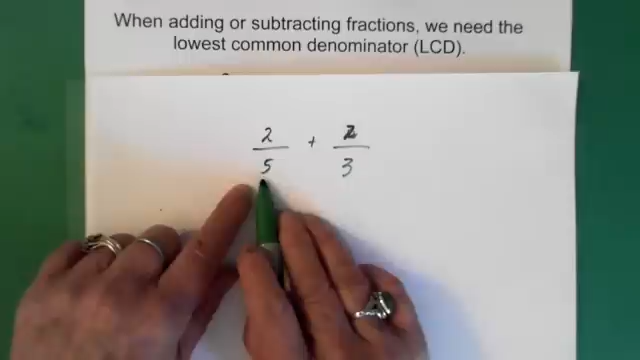 When adding or subtracting fractions, we need the
lowest common denominator (LCD).
2 + 2
5 3